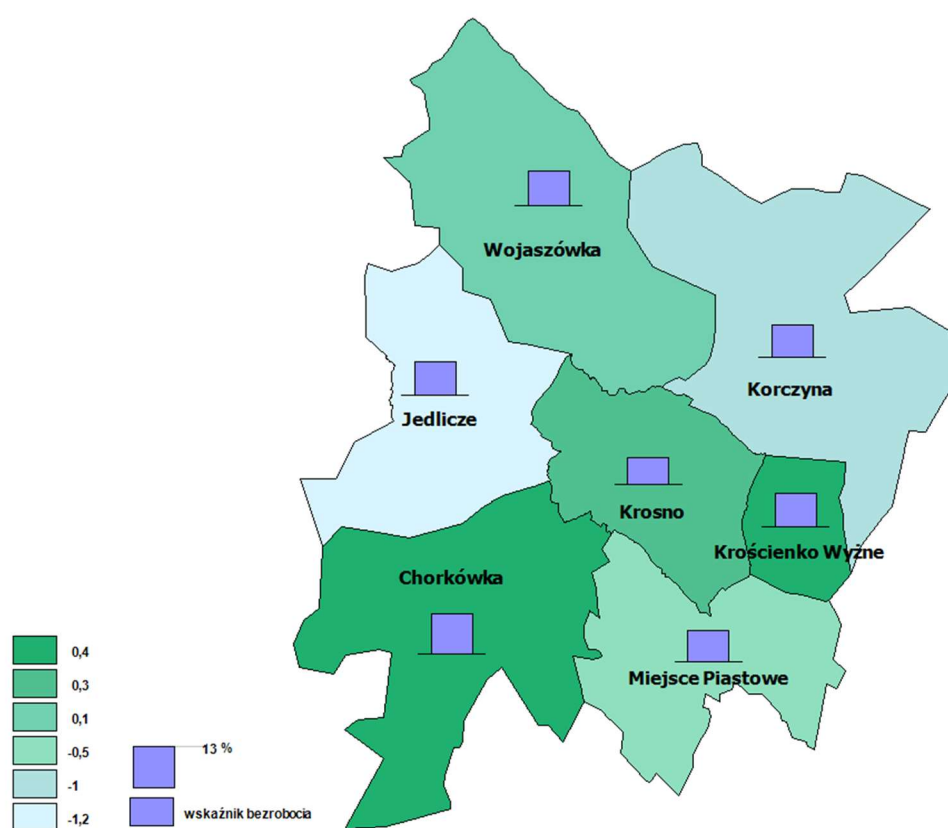 Wojaszówka
Korczyna
Jedlicze
Krosno
Krościenko Wyżne
Chorkówka
Miejsce Piastowe
0,4
0,3
0,1
-0,5
-1
-1,2
13 %
wskaźnik bezrobocia